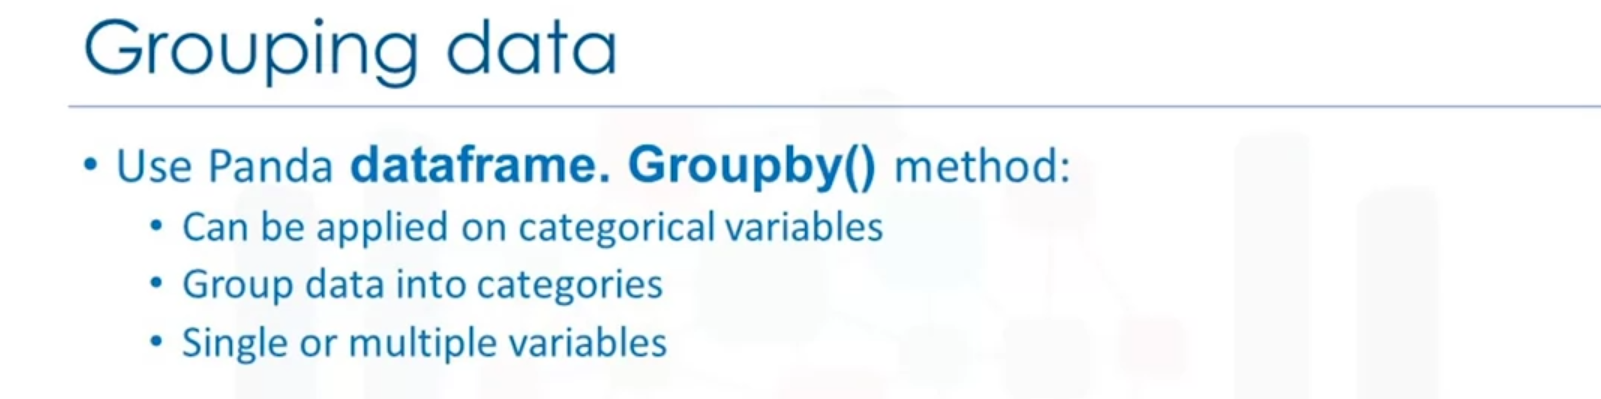 Grouping data
• Use Panda dataframe. Groupby() method:
• Can be applied on categorical variables
• Group data into categories
• Single or multiple variables